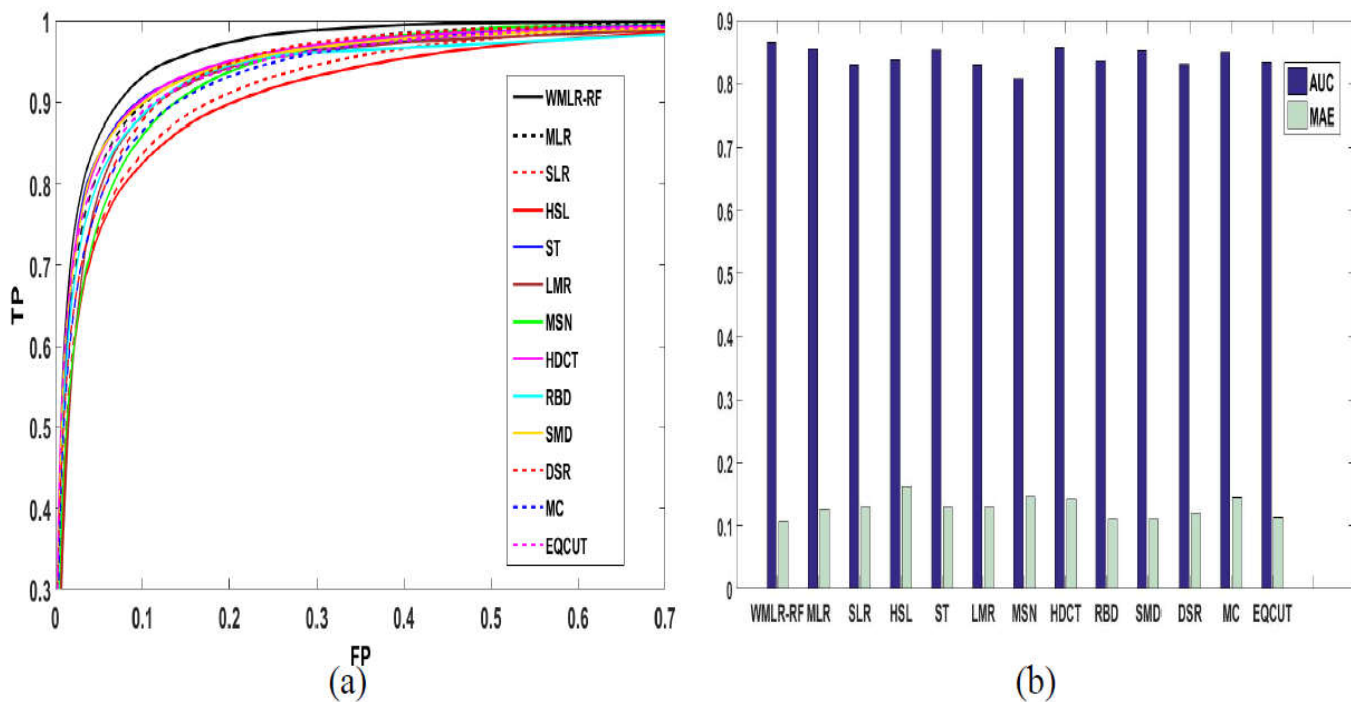 1
0.9
0.8
0.7
0.6
0.5
0.4
0.3
TP
0 0.1 0.2 0.3 0.4 0.5 0.6 0.7
FP
WMLR-RF
MLR
SLR
HSL
ST
LMR
MSN
HDCT
RBD
SMD
DSR
MC
EQCUT
(a)
0.9
0.8
0.7
0.6
0.5
0.4
0.3
0.2
0.1
0
AUC
MAE
WMLR-RF MLR SLR HSL ST LMR MSN HDCT RBD SMD DSR MC EQCUT
(b)